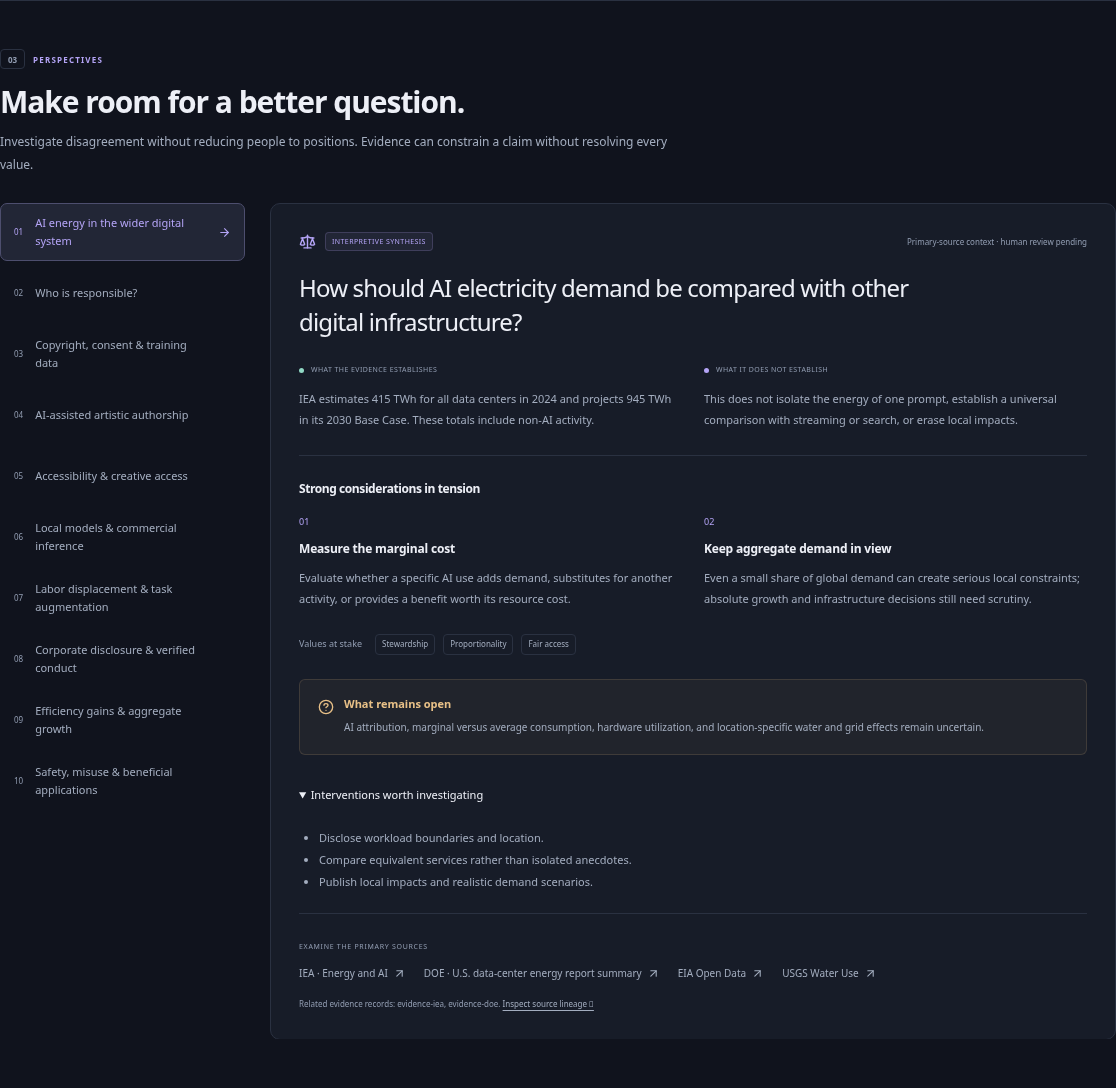 03 PERSPECTIVES
Make room for a better question.
Investigate disagreement without reducing people to positions. Evidence can constrain a claim without resolving every
value.
01 AI energy in the wider digital
system
02 Who is responsible?
03 Copyright, consent & training
data
04 AI-assisted artistic authorship
05 Accessibility & creative access
06 Local models & commercial
inference
07 Labor displacement & task
augmentation
08 Corporate disclosure & verified
conduct
09 Efficiency gains & aggregate
growth
10 Safety, misuse & beneficial
applications
INTERPRETIVE SYNTHESIS
Primary-source context · human review pending
How should AI electricity demand be compared with other
digital infrastructure?
WHAT THE EVIDENCE ESTABLISHES
IEA estimates 415 TWh for all data centers in 2024 and projects 945 TWh
in its 2030 Base Case. These totals include non-AI activity.
WHAT IT DOES NOT ESTABLISH
This does not isolate the energy of one prompt, establish a universal
comparison with streaming or search, or erase local impacts.
Strong considerations in tension
01
Measure the marginal cost
Evaluate whether a specific AI use adds demand, substitutes for another
activity, or provides a benefit worth its resource cost.
02
Keep aggregate demand in view
Even a small share of global demand can create serious local constraints;
absolute growth and infrastructure decisions still need scrutiny.
Values at stake Stewardship Proportionality Fair access
What remains open
AI attribution, marginal versus average consumption, hardware utilization, and location-specific water and grid effects remain uncertain.
▼ Interventions worth investigating
• Disclose workload boundaries and location.
• Compare equivalent services rather than isolated anecdotes.
• Publish local impacts and realistic demand scenarios.
EXAMINE THE PRIMARY SOURCES
IEA · Energy and AI DOE · U.S. data-center energy report summary EIA Open Data USGS Water Use
Related evidence records: evidence-iea, evidence-doe. Inspect source lineage